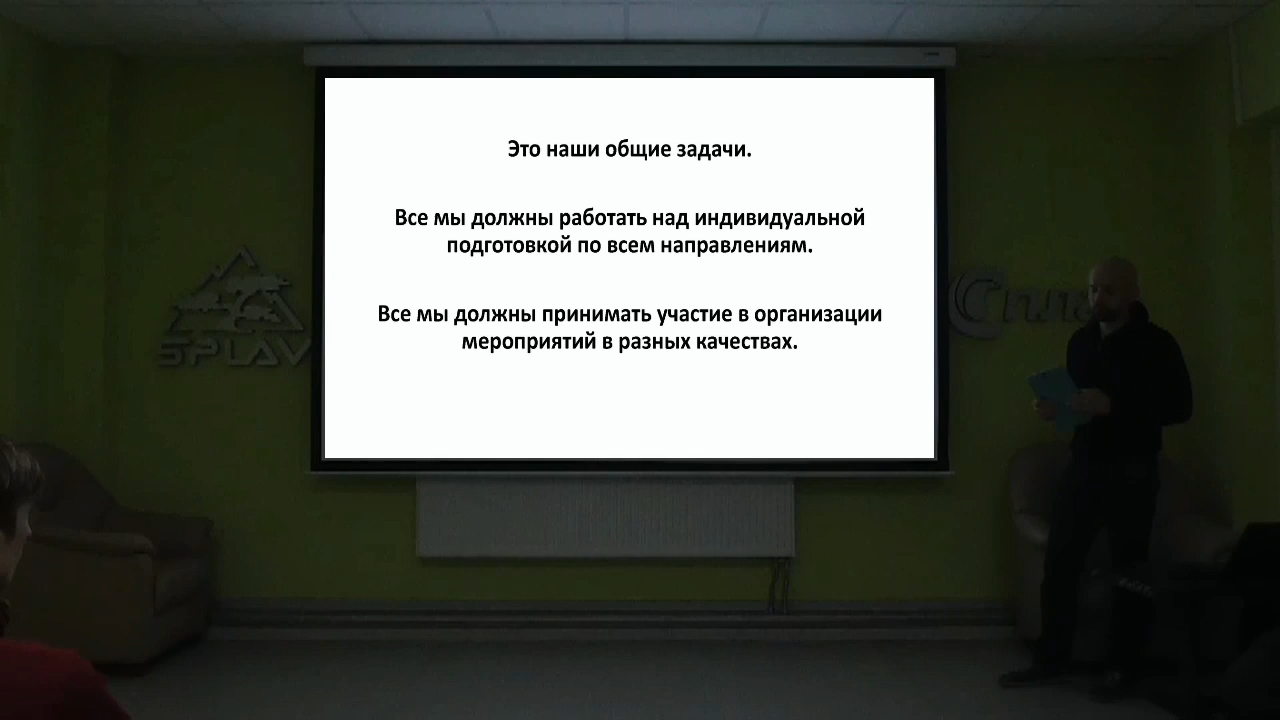 Это наши общие задачи.
Все мы должны работать над индивидуальной
подготовкой по всем направлениям.
Все мы должны принимать участие в организации
мероприятий в разных качествах.
SPLAV
Спла